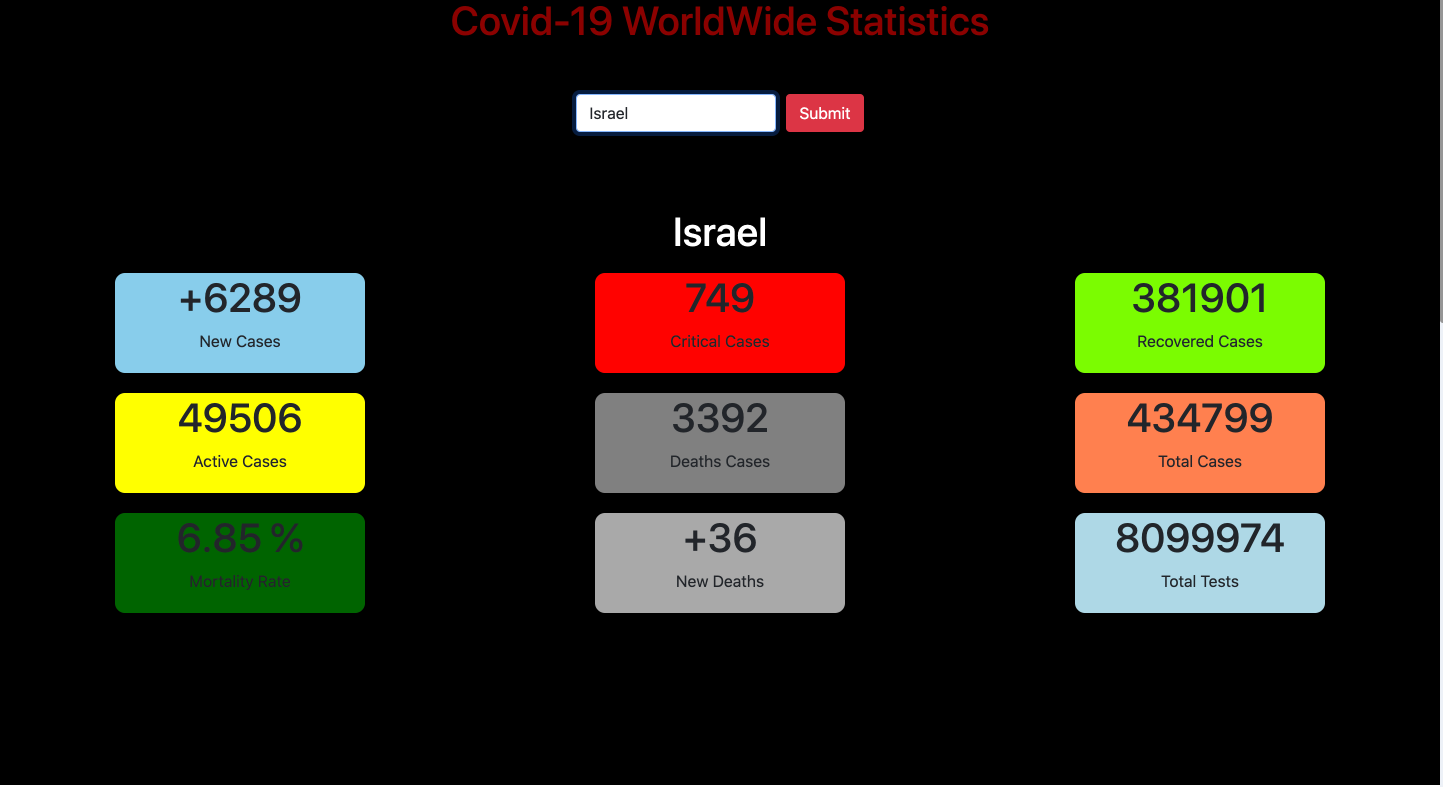 Covid-19 WorldWide Statistics
Israel
Submit
Israel
+6289
New Cases
749
Critical Cases
381901
Recovered Cases
49506
Active Cases
3392
Deaths Cases
434799
Total Cases
6.85 %
Mortality Rate
+36
New Deaths
8099974
Total Tests